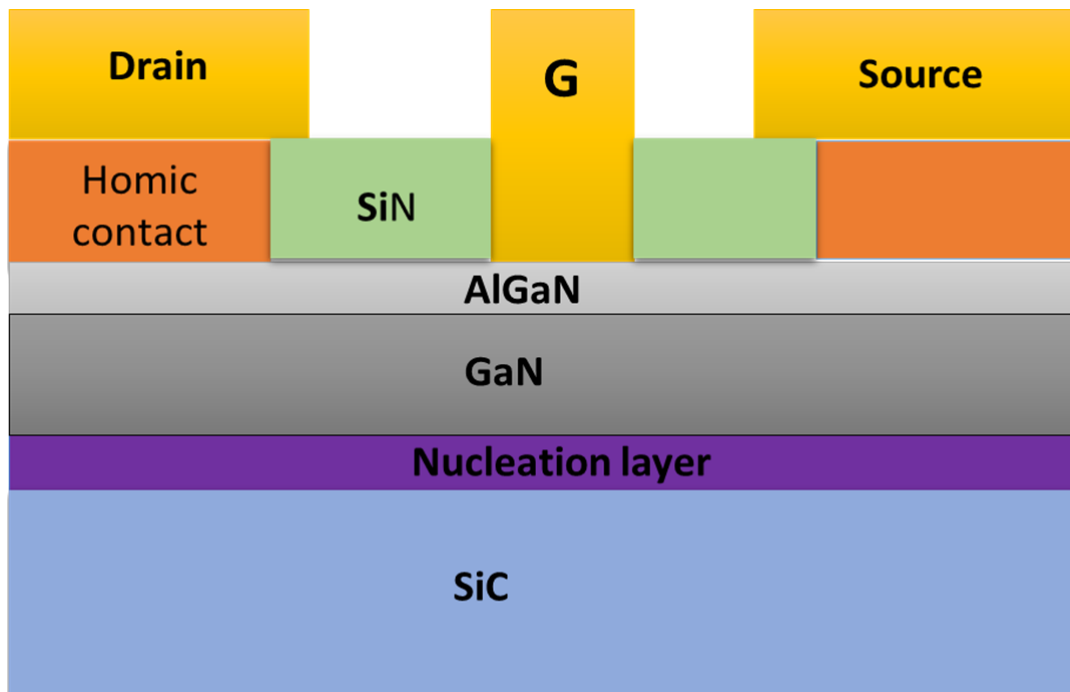 Drain
G
Source
Homic
contact
SiN
AlGaN
GaN
Nucleation layer
SiC